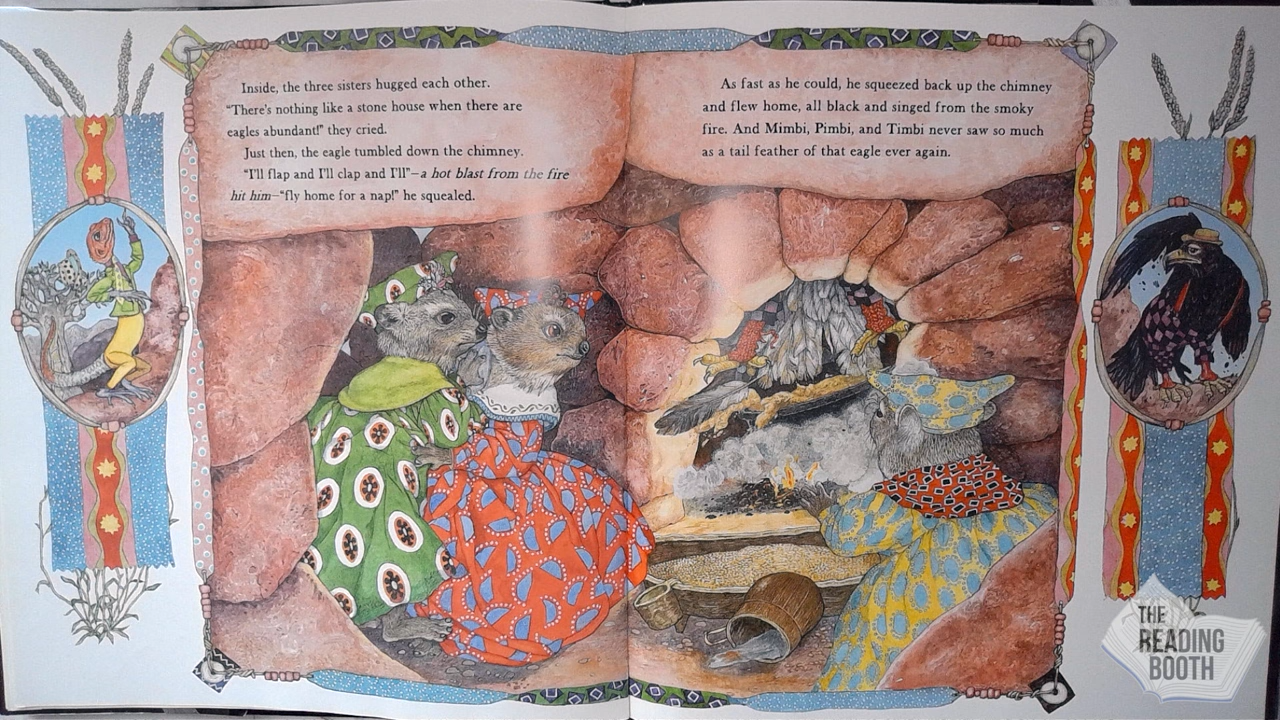 Inside, the three sisters hugged each other.
"There's nothing like a stone house when there are
eagles abundant!" they cried.
Just then, the eagle tumbled down the chimney.
"I'll flap and I'll clap and I'll"—a hot blast from the fire
hit him—"fly home for a nap!" he squealed.
As fast as he could, he squeezed back up the chimney
and flew home, all black and singed from the smoky
fire. And Mimbi, Pimbi, and Timbi never saw so much
as a tail feather of that eagle ever again.
THE
READING
BOOTH